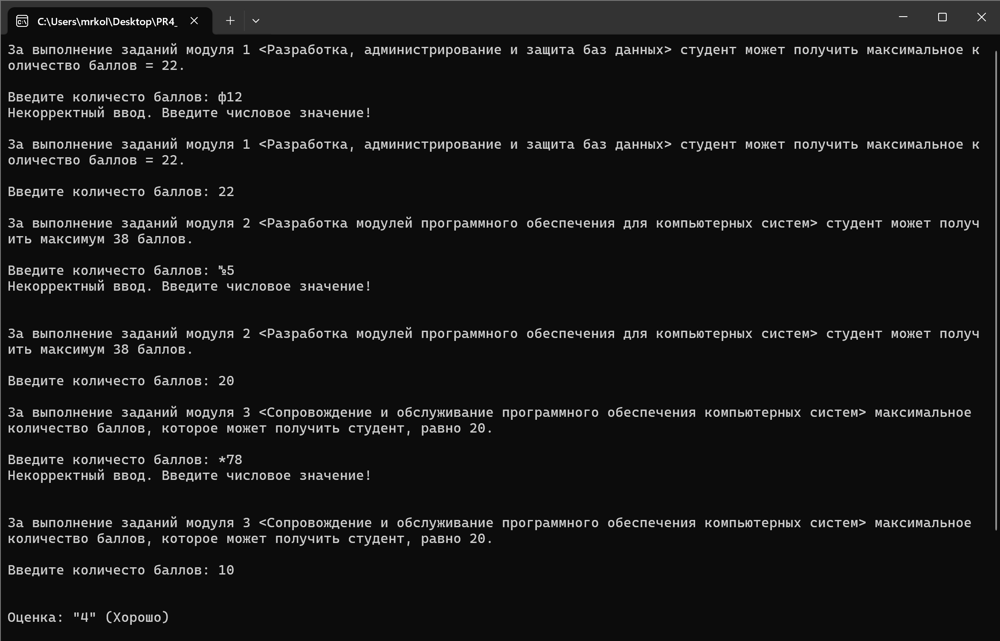 C:\Users\mrkol\Desktop\PR4_
За выполнение заданий модуля 1 <Разработка, администрирование и защита баз данных> студент может получить максимальное к
оличество баллов = 22.
Введите количесто баллов: ф12
Некорректный ввод. Введите числовое значение!
За выполнение заданий модуля 1 <Разработка, администрирование и защита баз данных> студент может получить максимальное к
оличество баллов = 22.
Введите количесто баллов: 22
За выполнение заданий модуля 2 <Разработка модулей программного обеспечения для компьютерных систем> студент может получ
ить максимум 38 баллов.
Введите количесто баллов: №5
Некорректный ввод. Введите числовое значение!
За выполнение заданий модуля 2 <Разработка модулей программного обеспечения для компьютерных систем> студент может получ
ить максимум 38 баллов.
Введите количесто баллов: 20
За выполнение заданий модуля 3 <Сопровождение и обслуживание программного обеспечения компьютерных систем> максимальное
количество баллов, которое может получить студент, равно 20.
Введите количесто баллов: *78
Некорректный ввод. Введите числовое значение!
За выполнение заданий модуля 3 <Сопровождение и обслуживание программного обеспечения компьютерных систем> максимальное
количество баллов, которое может получить студент, равно 20.
Введите количесто баллов: 10
Оценка: "4" (Хорошо)